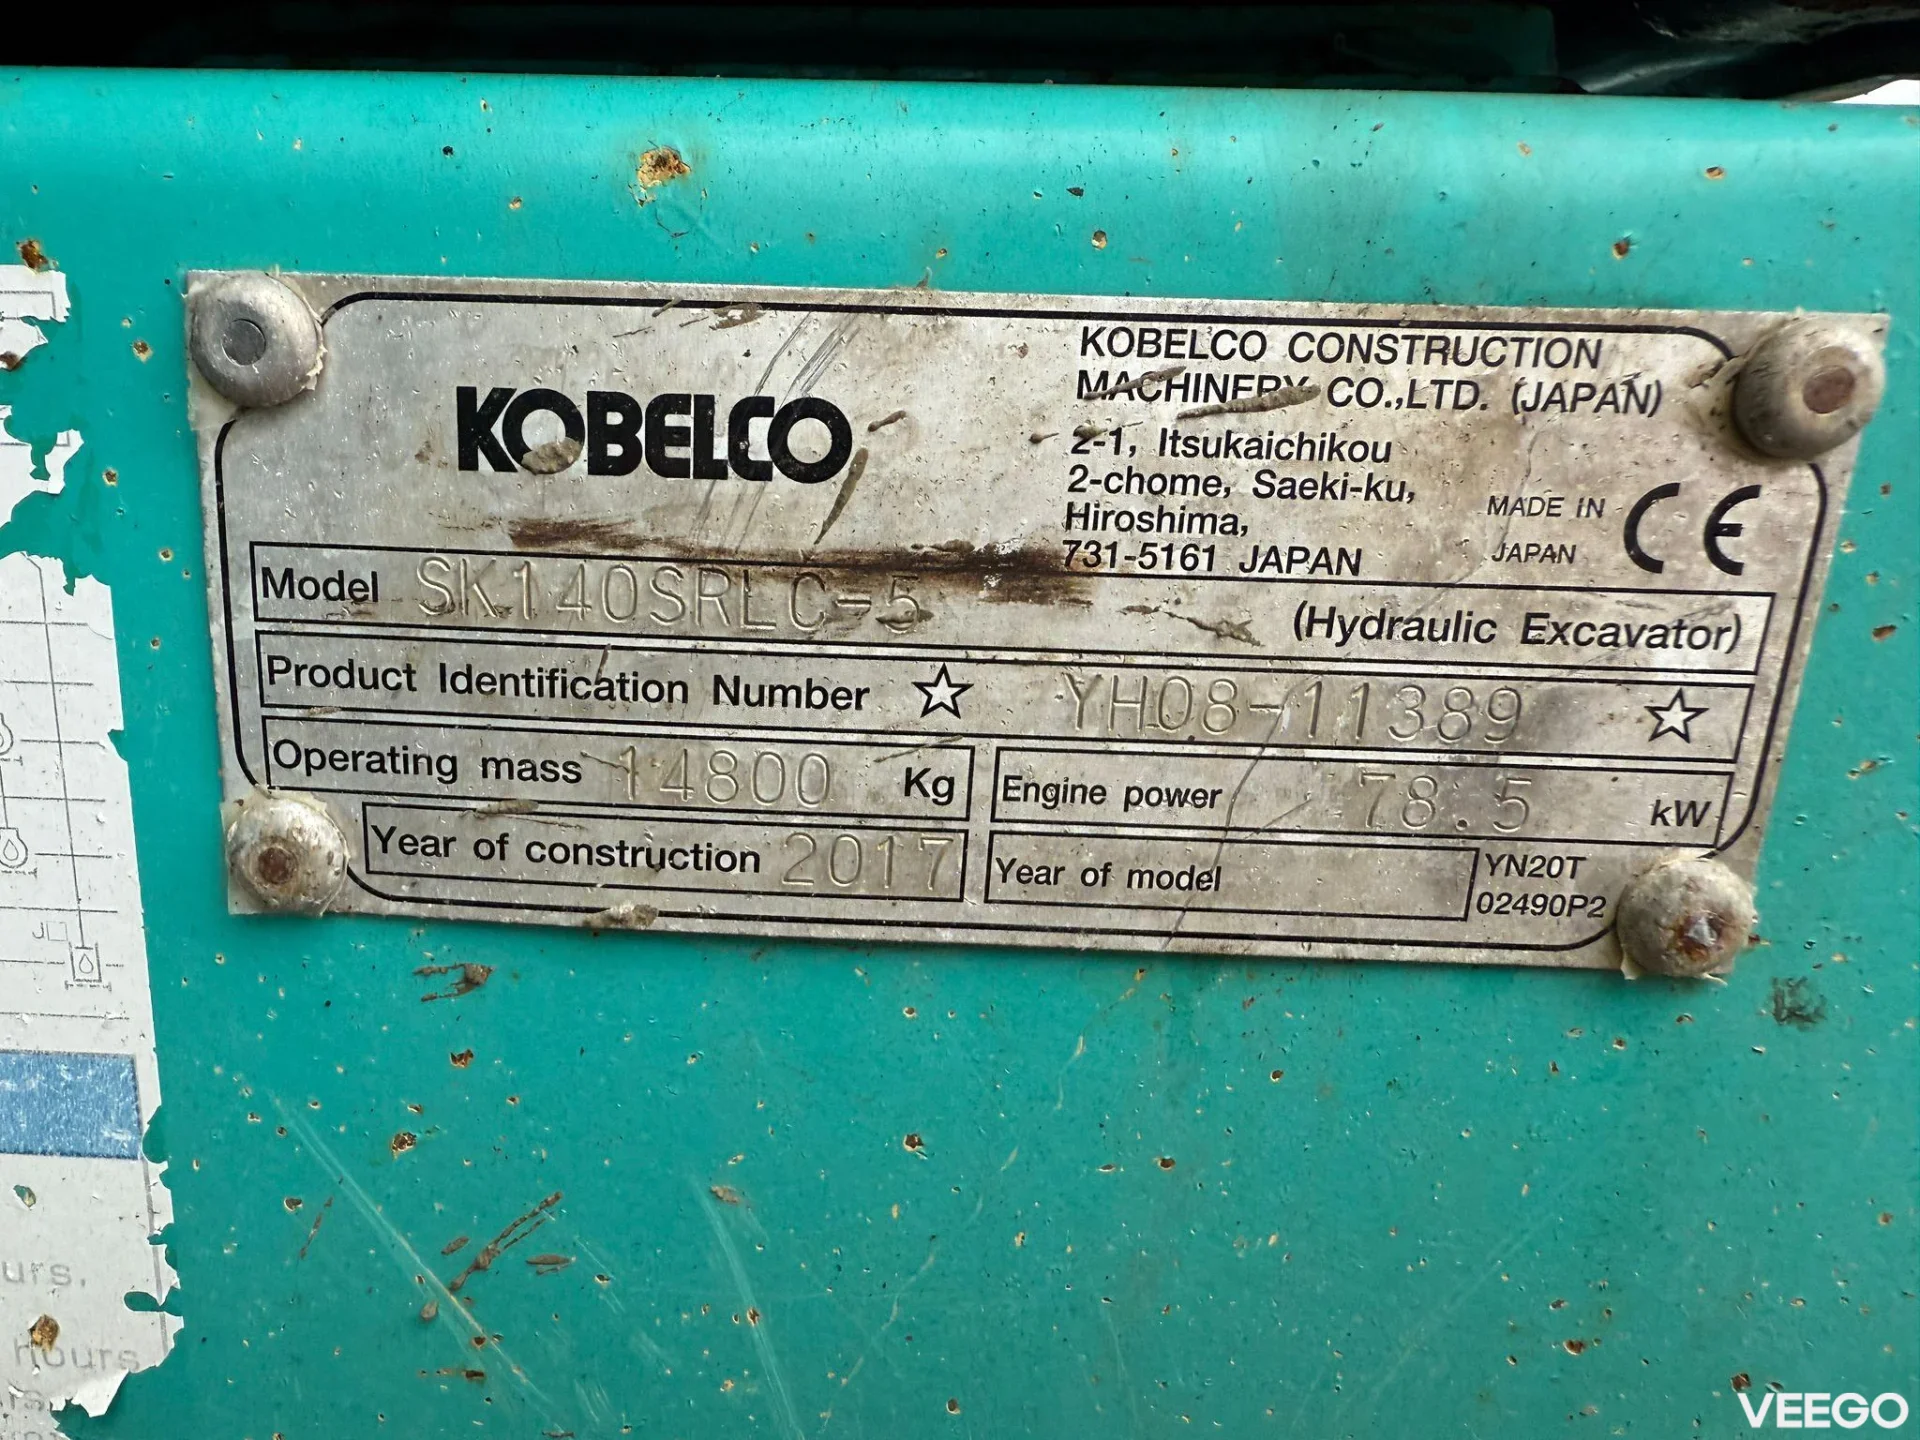 KOBELCO
KOBELCO CONSTRUCTION
MACHINERY CO.,LTD. (JAPAN)
2-1, Itsukaichikou
2-chome, Saeki-ku,
Hiroshima,
731-5161 JAPAN
MADE IN
JAPAN
CE
Model SK140SRLC-5 (Hydraulic Excavator)
Product Identification Number ☆ YH08-11389 ☆
Operating mass 14800 Kg
Engine power 78.5 kW
Year of construction 2017
Year of model
YN20T
02490P2
J
urs.
hours
VEEGO